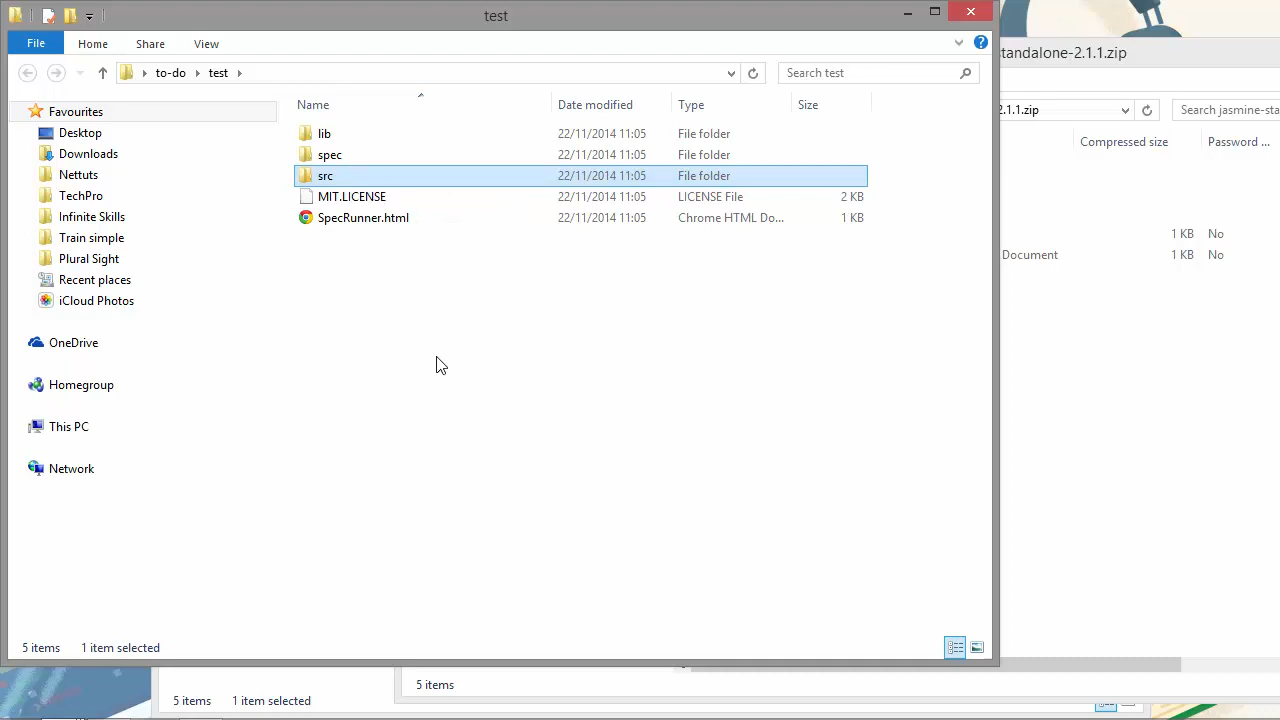 test
File Home Share View
to-do test
Search test
Name Date modified Type Size
lib 22/11/2014 11:05 File folder
spec 22/11/2014 11:05 File folder
src 22/11/2014 11:05 File folder
MIT.LICENSE 22/11/2014 11:05 LICENSE File 2 KB
SpecRunner.html 22/11/2014 11:05 Chrome HTML Do... 1 KB
Favourites
Desktop
Downloads
Nettuts
TechPro
Infinite Skills
Train simple
Plural Sight
Recent places
iCloud Photos
OneDrive
Homegroup
This PC
Network
5 items 1 item selected
tandalone-2.1.1.zip
2.1.1.zip
Search jasmine-sta
Compressed size Password ...
1 KB No
Document 1 KB No
5 items 1 item selected
5 items